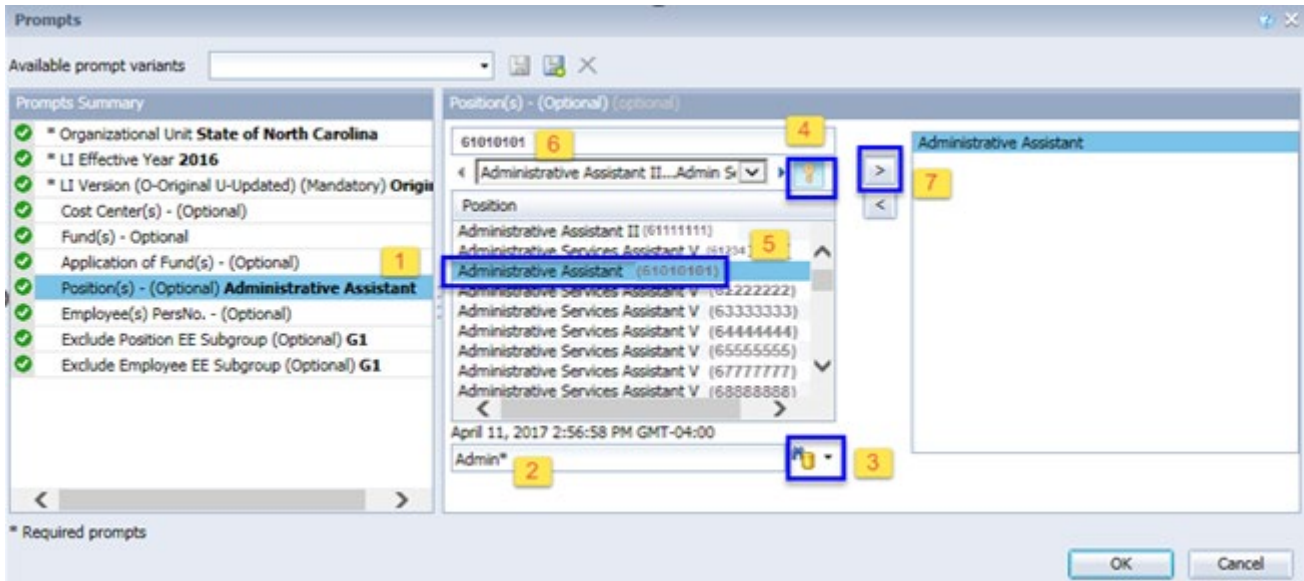 Prompts
Available prompt variants
Prompts Summary
* Organizational Unit State of North Carolina
* LI Effective Year 2016
* LI Version (O-Original U-Updated) (Mandatory) Origin
Cost Center(s) - (Optional)
Fund(s) - Optional
Application of Fund(s) - (Optional)
1
Position(s) - (Optional) Administrative Assistant
Employee(s) PersNo. - (Optional)
Exclude Position EE Subgroup (Optional) G1
Exclude Employee EE Subgroup (Optional) G1
* Required prompts
Position(s) - (Optional) (optional)
4
61010101
6
Administrative Assistant II...Admin Se
?
Position
Administrative Assistant II (61111111)
Administrative Services Assistant V (61234
5
Administrative Assistant (61010101)
Administrative Services Assistant V (62222222)
Administrative Services Assistant V (63333333)
Administrative Services Assistant V (64444444)
Administrative Services Assistant V (65555555)
Administrative Services Assistant V (67777777)
Administrative Services Assistant V (68888888)
April 11, 2017 2:56:58 PM GMT-04:00
Admin*
2
3
>
7
<
Administrative Assistant
OK
Cancel